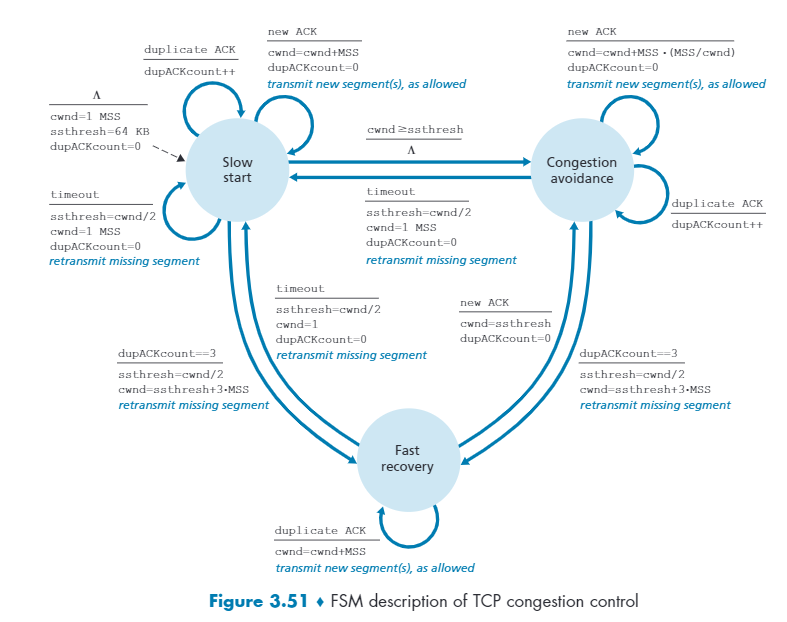 new ACK
cwnd=cwnd+MSS
dupACKcount=0
transmit new segment(s), as allowed
new ACK
cwnd=cwnd+MSS • (MSS/cwnd)
dupACKcount=0
transmit new segment(s), as allowed
duplicate ACK
dupACKcount++
Λ
cwnd=1 MSS
ssthresh=64 KB
dupACKcount=0
cwnd≥ssthresh
Λ
Slow
start
Congestion
avoidance
timeout
ssthresh=cwnd/2
cwnd=1 MSS
dupACKcount=0
retransmit missing segment
timeout
ssthresh=cwnd/2
cwnd=1 MSS
dupACKcount=0
retransmit missing segment
duplicate ACK
dupACKcount++
timeout
ssthresh=cwnd/2
cwnd=1
dupACKcount=0
retransmit missing segment
new ACK
cwnd=ssthresh
dupACKcount=0
dupACKcount==3
ssthresh=cwnd/2
cwnd=ssthresh+3•MSS
retransmit missing segment
dupACKcount==3
ssthresh=cwnd/2
cwnd=ssthresh+3•MSS
retransmit missing segment
Fast
recovery
duplicate ACK
cwnd=cwnd+MSS
transmit new segment(s), as allowed
Figure 3.51 ♦ FSM description of TCP congestion control